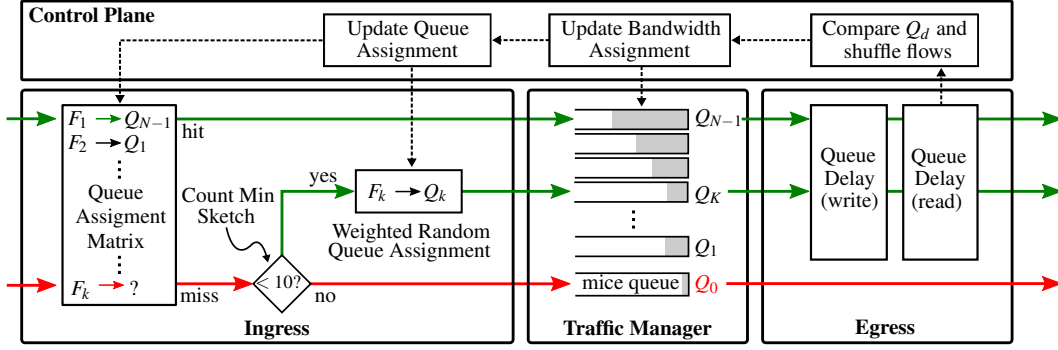 Control Plane
Update Queue
Assignment
Update Bandwidth
Assignment
Compare Q_d and
shuffle flows
F_1 → Q_{N−1}
F_2 → Q_1
⋮
Queue
Assigment
Matrix
⋮
F_k → ?
hit
miss
Count Min
Sketch
< 10?
yes
no
F_k → Q_k
Weighted Random
Queue Assignment
Ingress
Q_{N−1}
Q_K
⋮
Q_1
mice queue Q_0
Traffic Manager
Queue
Delay
(write)
Queue
Delay
(read)
Egress